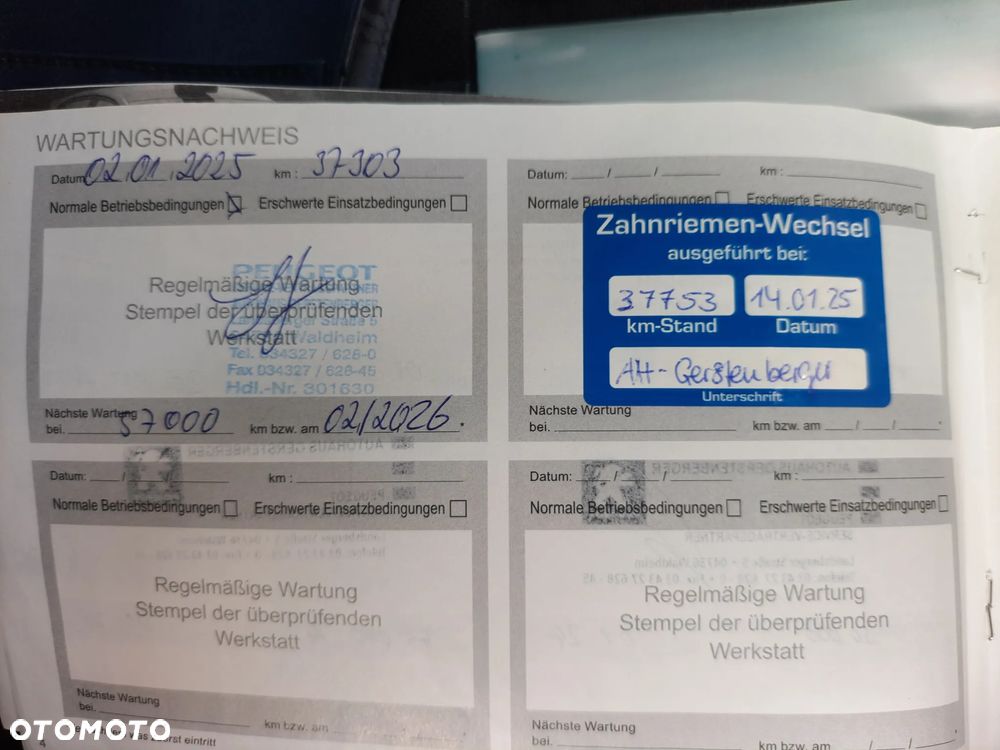 WARTUNGSNACHWEIS
Datum 02.01.2025 km: 37303
Normale Betriebsbedingungen Erschwerte Einsatzbedingungen
Regelmäßige Wartung
Stempel der überprüfenden
Werkstatt
PEUGEOT
Waldheim
Tel. 034327 / 628-0
Fax 034327 / 628-45
Hdl.-Nr. 301630
Nächste Wartung
bei. 57000 km bzw. am 02/2026.
Datum: / / km :
Normale Betriebsbedingungen Erschwerte Einsatzbedingungen
Zahnriemen-Wechsel
ausgeführt bei:
37753 14.01.25
km-Stand Datum
AH-Gerstenberger
Unterschrift
Nächste Wartung
bei. km bzw. am / / .
Datum: / km :
Normale Betriebsbedingungen Erschwerte Einsatzbedingungen
Regelmäßige Wartung
Stempel der überprüfenden
Werkstatt
Nächste Wartung
bei. km bzw. am
Datum: / / km :
Normale Betriebsbedingungen Erschwerte Einsatzbedingungen
Regelmäßige Wartung
Stempel der überprüfenden
Werkstatt
Nächste Wartung
bei. km bzw. am / /
was zuerst eintritt
4
OTOMOTO